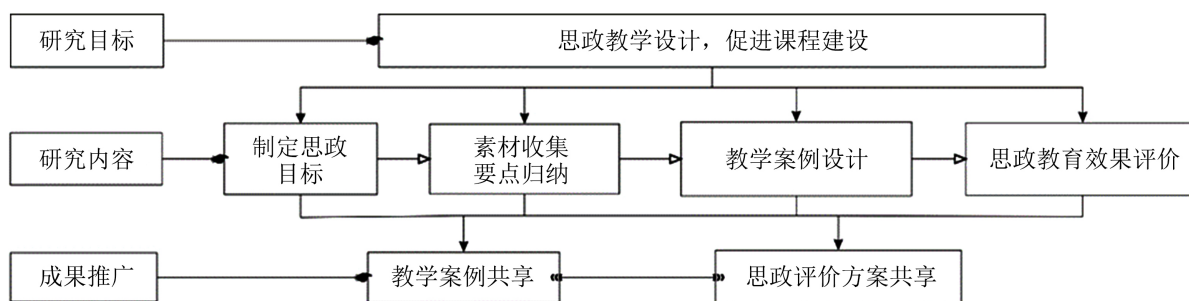 研究目标
思政教学设计，促进课程建设
研究内容
制定思政
目标
素材收集
要点归纳
教学案例设计
思政教育效果评价
成果推广
教学案例共享
思政评价方案共享